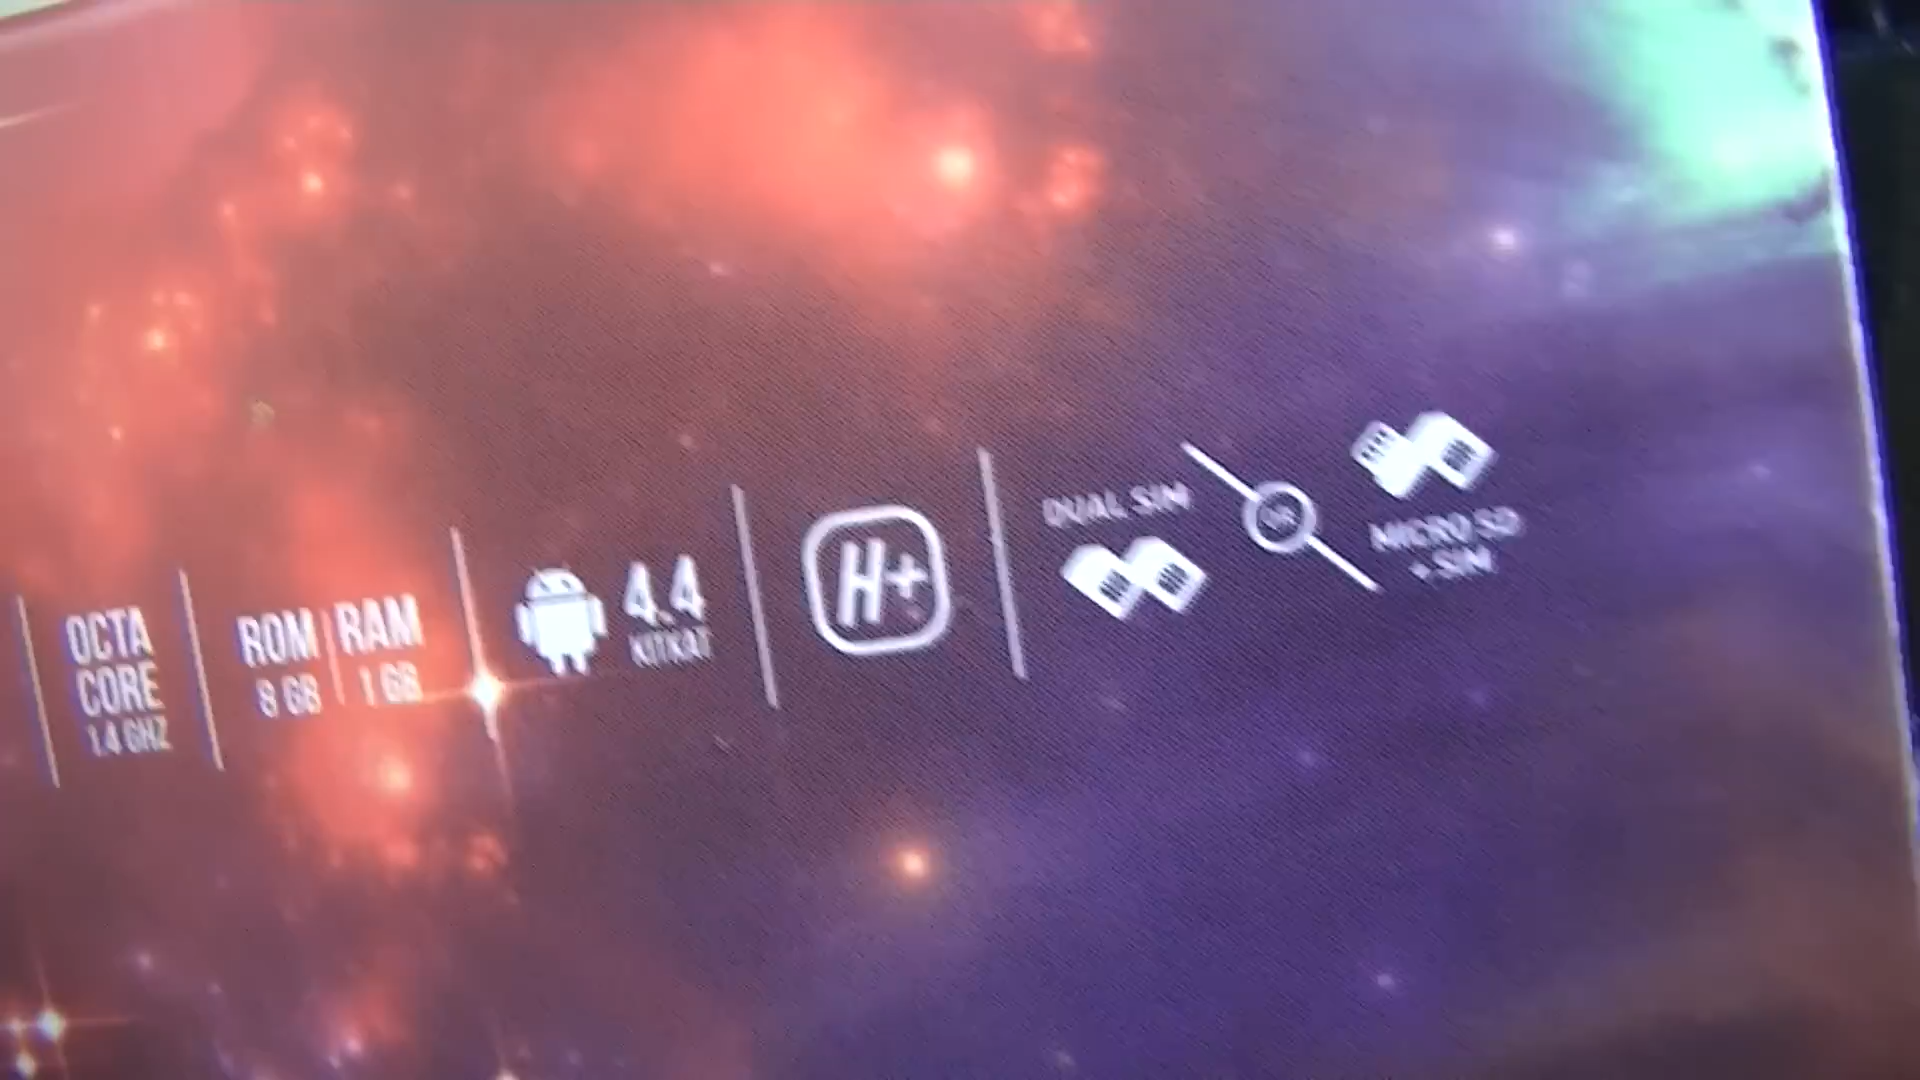 OCTA
CORE
1.4 GHZ
ROM
8 GB
RAM
1 GB
4.4
KITKAT
H+
DUAL SIM
OR
MICRO SD
+ SIM